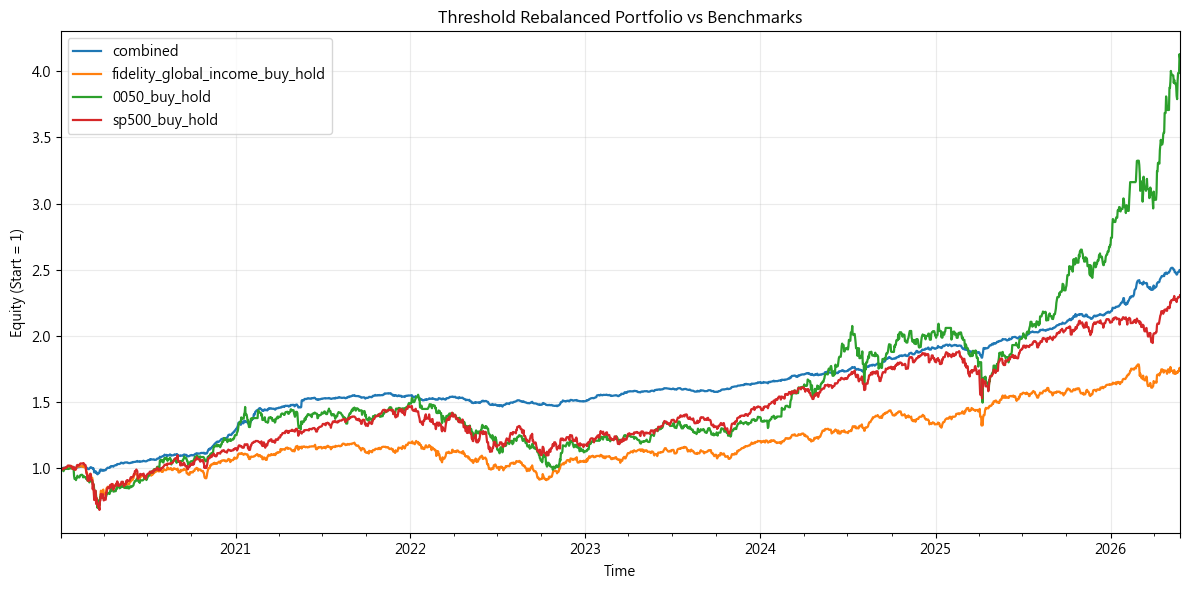 Threshold Rebalanced Portfolio vs Benchmarks
combined
fidelity_global_income_buy_hold
0050_buy_hold
sp500_buy_hold
4.0
3.5
3.0
2.5
2.0
1.5
1.0
Equity (Start = 1)
2021 2022 2023 2024 2025 2026
Time